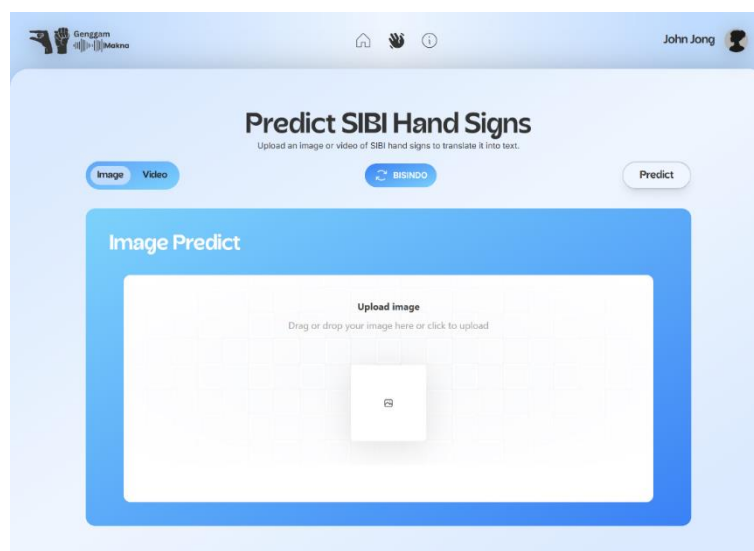 Genggam
Makna
John Jong
Predict SIBI Hand Signs
Upload an image or video of SIBI hand signs to translate it into text.
Image Video
BISINDO
Predict
Image Predict
Upload image
Drag or drop your image here or click to upload